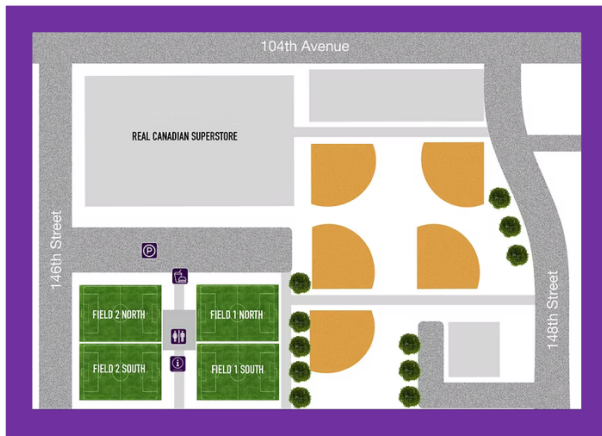 104th Avenue
REAL CANADIAN SUPERSTORE
146th Street
P
148th Street
FIELD 2 NORTH
FIELD 1 NORTH
FIELD 2 SOUTH
FIELD 1 SOUTH
i